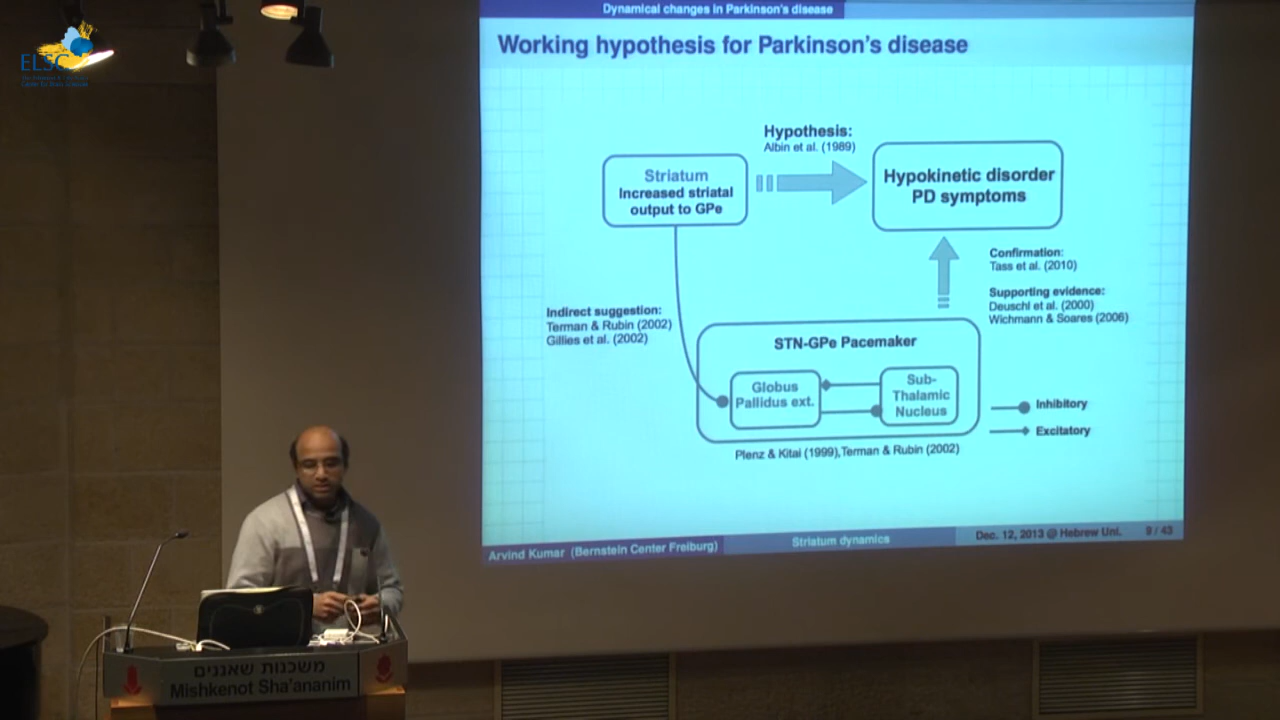 ELSC
Dynamical changes in Parkinson's disease
Working hypothesis for Parkinson's disease
Hypothesis:
Albin et al. (1989)
Striatum
Increased striatal
output to GPe
Hypokinetic disorder
PD symptoms
Confirmation:
Tass et al. (2010)
Supporting evidence:
Deuschl et al. (2000)
Wichmann & Soares (2006)
Indirect suggestion:
Terman & Rubin (2002)
Gillies et al. (2002)
STN-GPe Pacemaker
Globus
Pallidus ext.
Sub-
Thalamic
Nucleus
Inhibitory
Excitatory
Plenz & Kitai (1999), Terman & Rubin (2002)
Arvind Kumar (Bernstein Center Freiburg)
Striatum dynamics
Dec. 12, 2013 @ Hebrew Uni.
9 / 43
משכנות שאננים
Mishkenot Sha'ananim